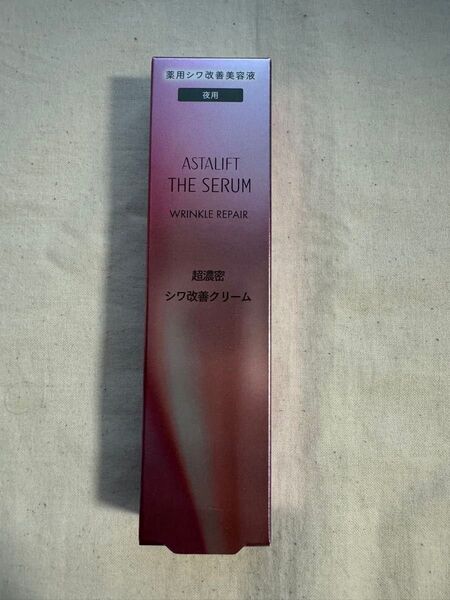 薬用シワ改善美容液
夜用
ASTALIFT
THE SERUM
WRINKLE REPAIR
超濃密
シワ改善クリーム